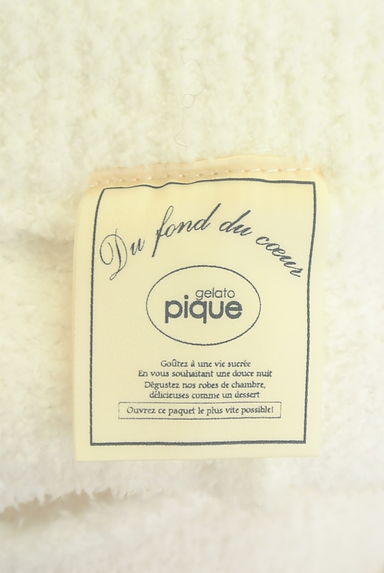 Du fond du cœur
gelato
pique
Goûtez à une vie sucrée
En vous souhaitant une douce nuit
Dégustez nos robes de chambre,
délicieuses comme un dessert
Ouvrez ce paquet le plus vite possible!